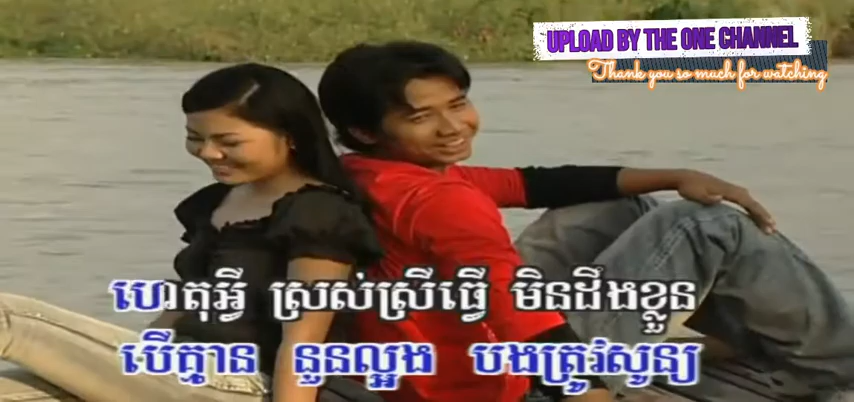 UPLOAD BY THE ONE CHANNEL
Thank you so much for watching
ហេតុអ្វី ស្រស់ស្រីធ្វើ មិនដឹងខ្លួន
បើគ្មាន នួនល្អង បងត្រូវសូន្យ